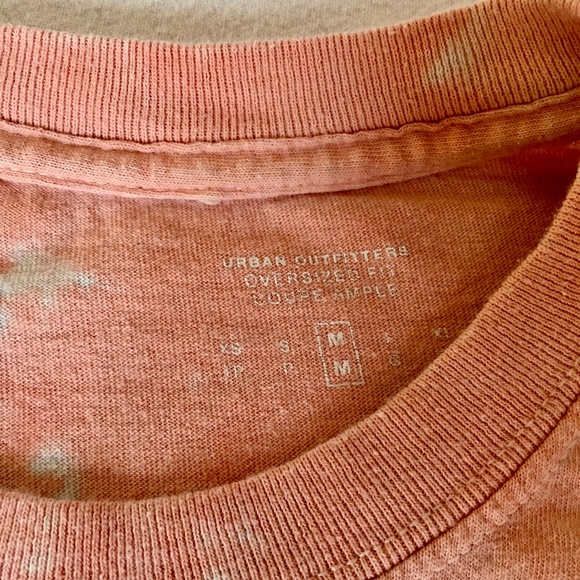 URBAN OUTFITTERS
OVERSIZED FIT
COUPE AMPLE
XS S M L XL
TP P M G